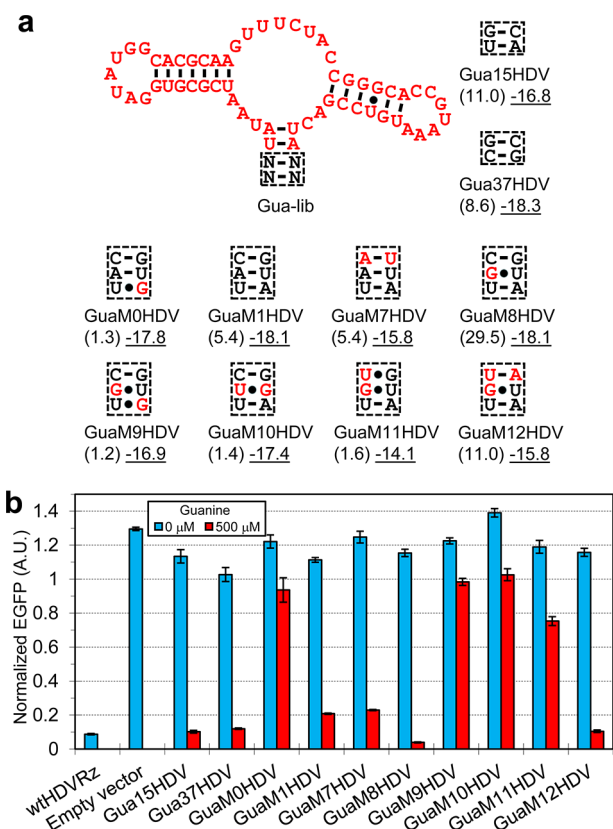 a
UAUAAUCGCGUGGAUAUGGCACGCAAGUUUCUACCGGGCACCGUAAAUGUCCGACUA
N-N
N-N
Gua-lib
G-C
U-A
Gua15HDV
(11.0) -16.8
G-C
C-G
Gua37HDV
(8.6) -18.3
C-G
A-U
U•G
GuaM0HDV
(1.3) -17.8
C-G
A-U
U-A
GuaM1HDV
(5.4) -18.1
A-U
A-U
U-A
GuaM7HDV
(5.4) -15.8
C-G
G•U
U-A
GuaM8HDV
(29.5) -18.1
C-G
G•U
U•G
GuaM9HDV
(1.2) -16.9
C-G
U•G
U-A
GuaM10HDV
(1.4) -17.4
U•G
G•U
U-A
GuaM11HDV
(1.6) -14.1
U-A
G•U
U-A
GuaM12HDV
(11.0) -15.8
b
Normalized EGFP (A.U.)
1.4
1.2
1
0.8
0.6
0.4
0.2
0
Guanine
0 µM
500 µM
wtHDVRz
Empty vector
Gua15HDV
Gua37HDV
GuaM0HDV
GuaM1HDV
GuaM7HDV
GuaM8HDV
GuaM9HDV
GuaM10HDV
GuaM11HDV
GuaM12HDV